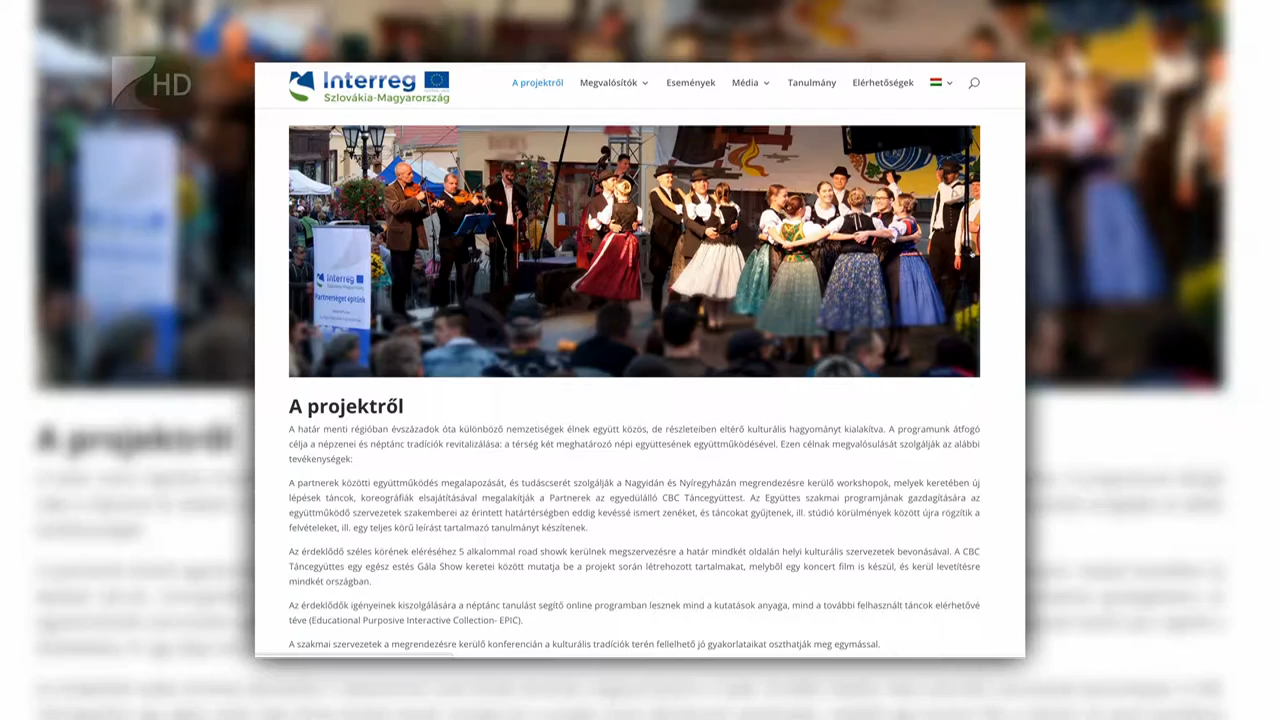 HD
Interreg
Szlovákia-Magyarország
A projektről Megvalósítók Események Média Tanulmány Elérhetőségek
Interreg
Partnerséget építünk
A projektről
A határ menti régióban évszázadok óta különböző nemzetiségek élnek együtt közös, de részleteiben eltérő kulturális hagyományt kialakítva. A programunk átfogó
célja a népzenei és néptánc tradíciók revitalizálása: a térség két meghatározó népi együttesének együttműködésével. Ezen célnak megvalósulását szolgálják az alábbi
tevékenységek:
A partnerek közötti együttműködés megalapozását, és tudáscserét szolgálják a Nagyidán és Nyíregyházán megrendezésre kerülő workshopok, melyek keretében új
lépések táncok, koreográfiák elsajátításával megalakítják a Partnerek az egyedülálló CBC Táncegyüttest. Az Együttes szakmai programjának gazdagítására az
együttműködő szervezetek szakemberei az érintett határtérségben eddig kevéssé ismert zenéket, és táncokat gyűjtenek, ill. stúdió körülmények között újra rögzítik a
felvételeket, ill. egy teljes körű leírást tartalmazó tanulmányt készítenek.
Az érdeklődő széles körének eléréséhez 5 alkalommal road showk kerülnek megszervezésre a határ mindkét oldalán helyi kulturális szervezetek bevonásával. A CBC
Táncegyüttes egy egész estés Gála Show keretei között mutatja be a projekt során létrehozott tartalmakat, melyből egy koncert film is készül, és kerül levetítésre
mindkét országban.
Az érdeklődők igényeinek kiszolgálására a néptánc tanulást segítő online programban lesznek mind a kutatások anyaga, mind a további felhasznált táncok elérhetővé
téve (Educational Purposive Interactive Collection- EPIC).
A szakmai szervezetek a megrendezésre kerülő konferencián a kulturális tradíciók terén fellelhető jó gyakorlataikat oszthatják meg egymással.